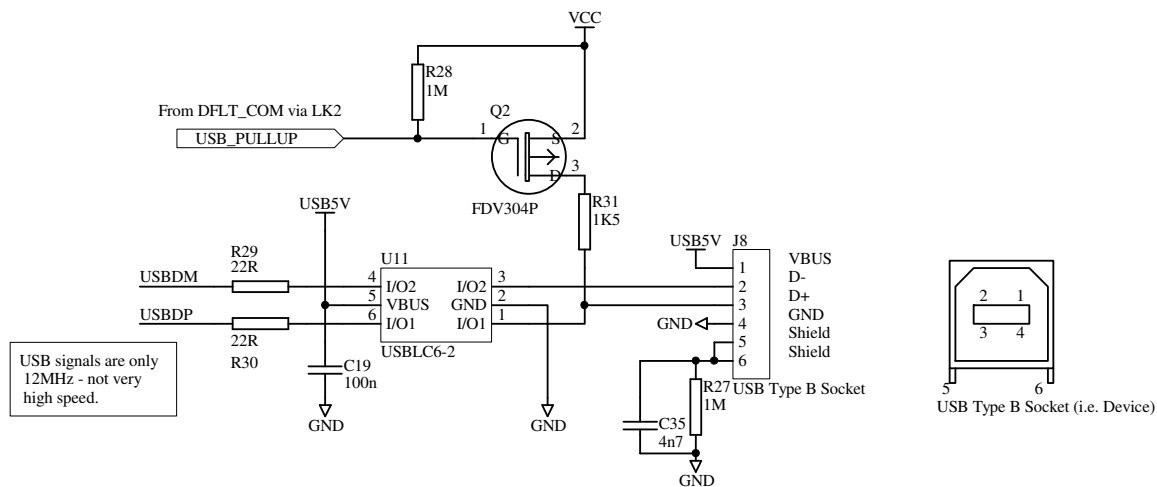 VCC
R28
1M
From DFLT_COM via LK2
USB_PULLUP
Q2
1
G
S
2
D
3
FDV304P
R31
1K5
USB5V
R29
22R
USBDM
USBDP
22R
R30
U11
4
I/O2
I/O2
3
5
VBUS
GND
2
6
I/O1
I/O1
1
USBLC6-2
C19
100n
GND
GND
USB signals are only
12MHz - not very
high speed.
USB5V
J8
1
VBUS
2
D-
3
D+
GND
4
GND
5
Shield
6
Shield
USB Type B Socket
R27
1M
C35
4n7
GND
2
1
3
4
5
6
USB Type B Socket (i.e. Device)